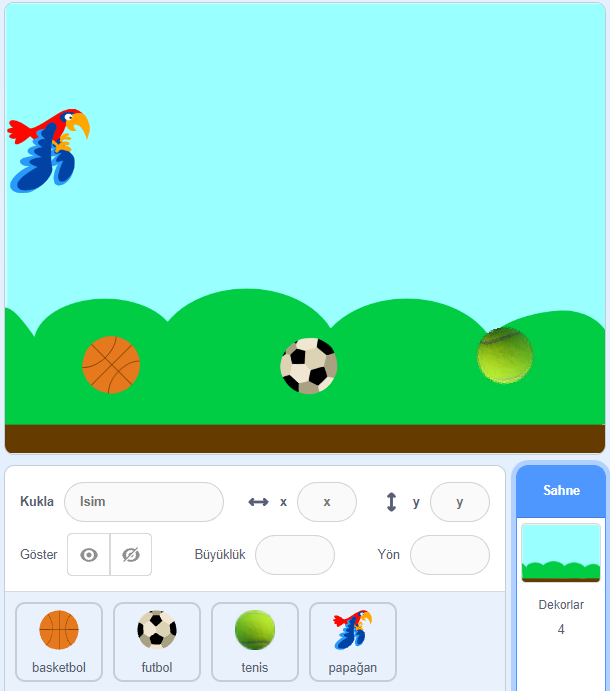 Kukla Isim x x y y
Göster Büyüklük Yön
Sahne
Dekorlar
4
basketbol futbol tenis papağan